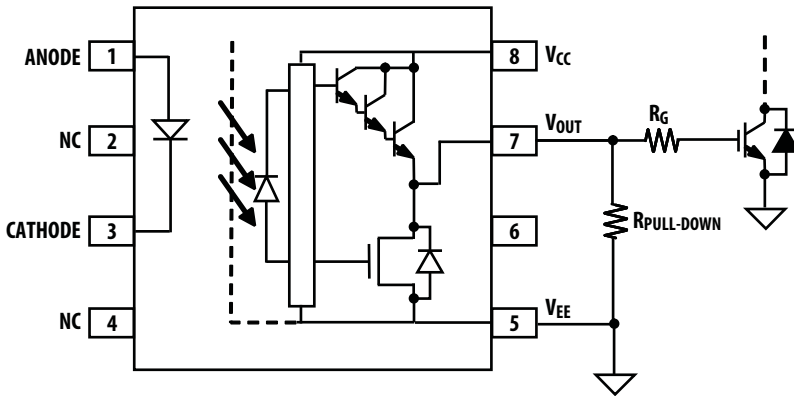 ANODE 1
NC 2
CATHODE 3
NC 4
8 VCC
7 VOUT
6
5 VEE
RG
RPULL-DOWN